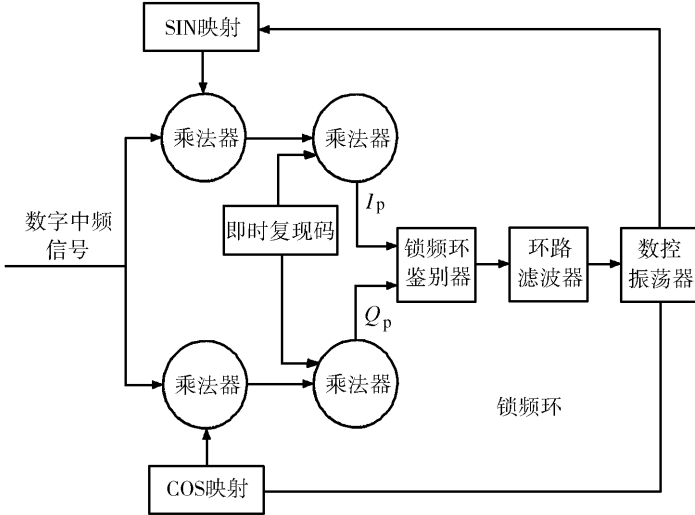 SIN映射
乘法器
乘法器
数字中频
信号
即时复现码
I_p
锁频环
鉴别器
环路
滤波器
数控
振荡器
Q_p
乘法器
乘法器
锁频环
COS映射